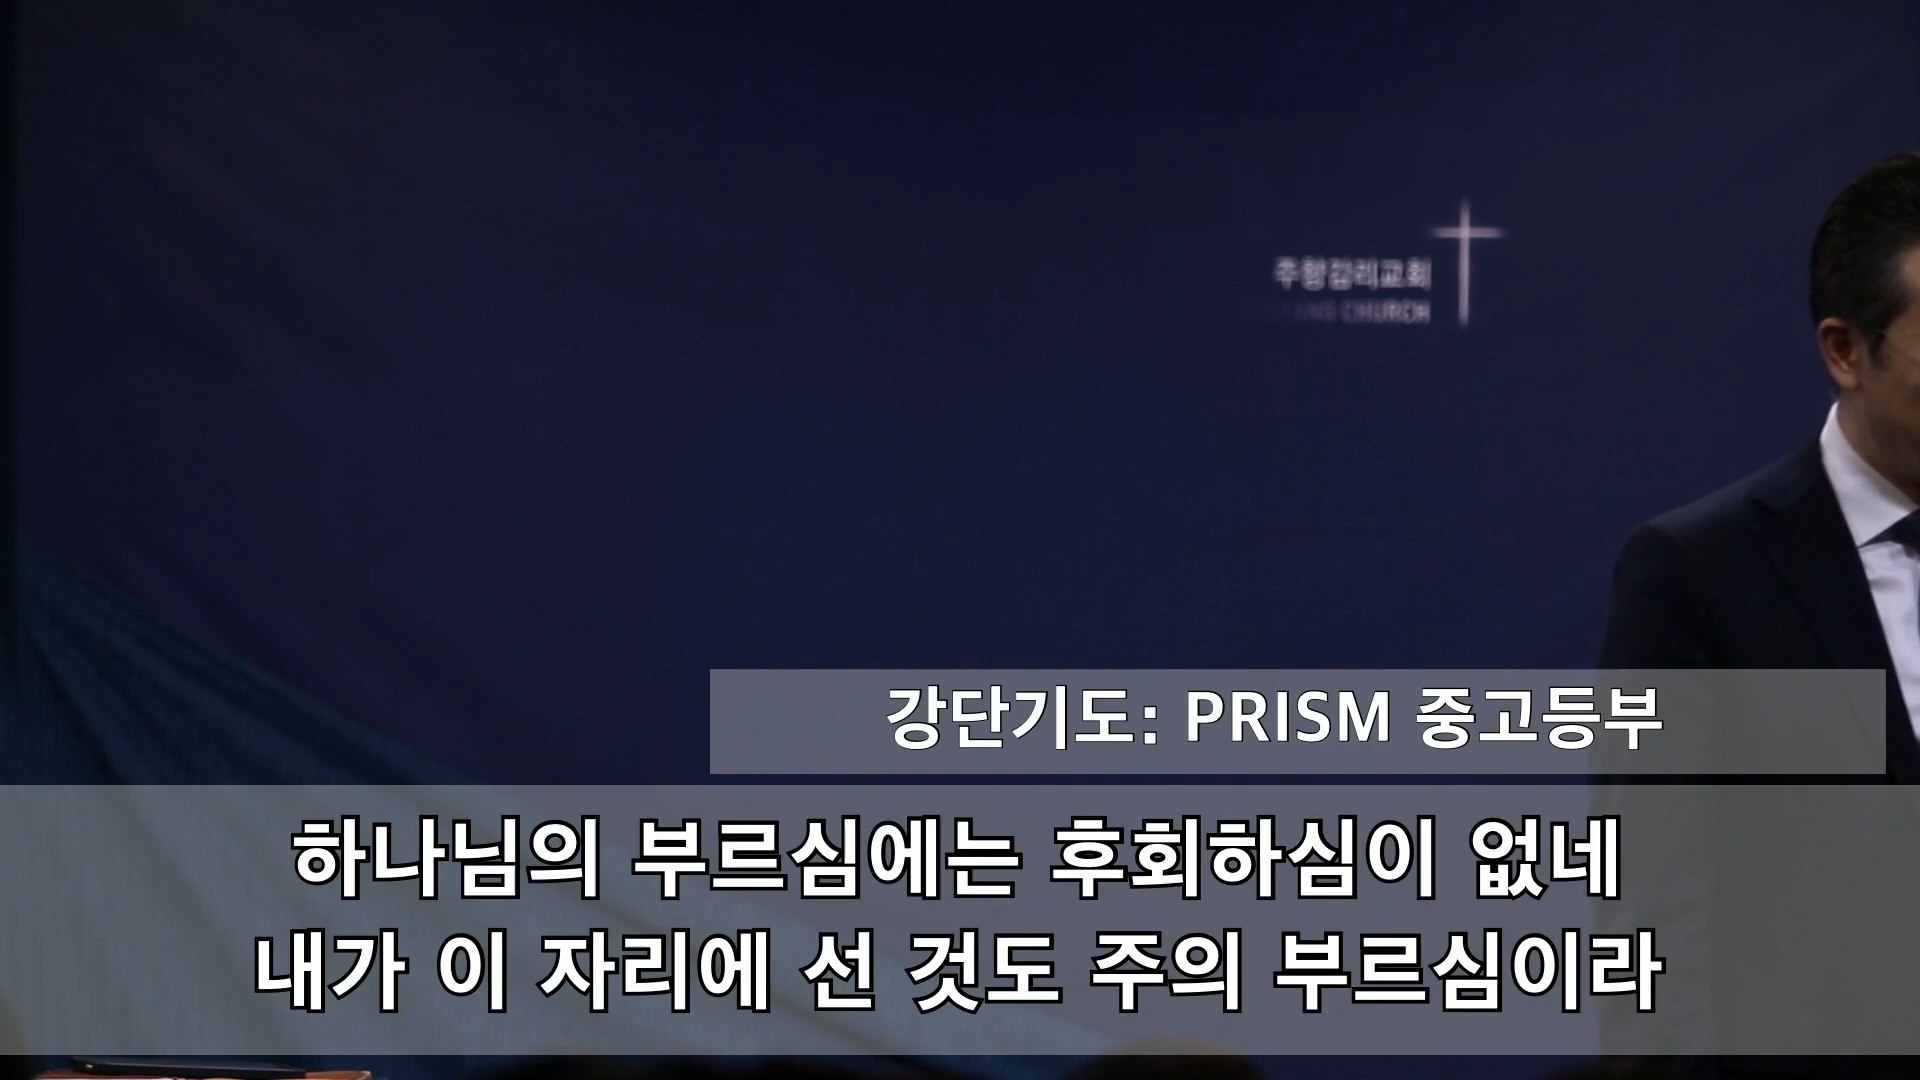 주향감리교회
CHURCH
강단기도: PRISM 중고등부
하나님의 부르심에는 후회하심이 없네
내가 이 자리에 선 것도 주의 부르심이라